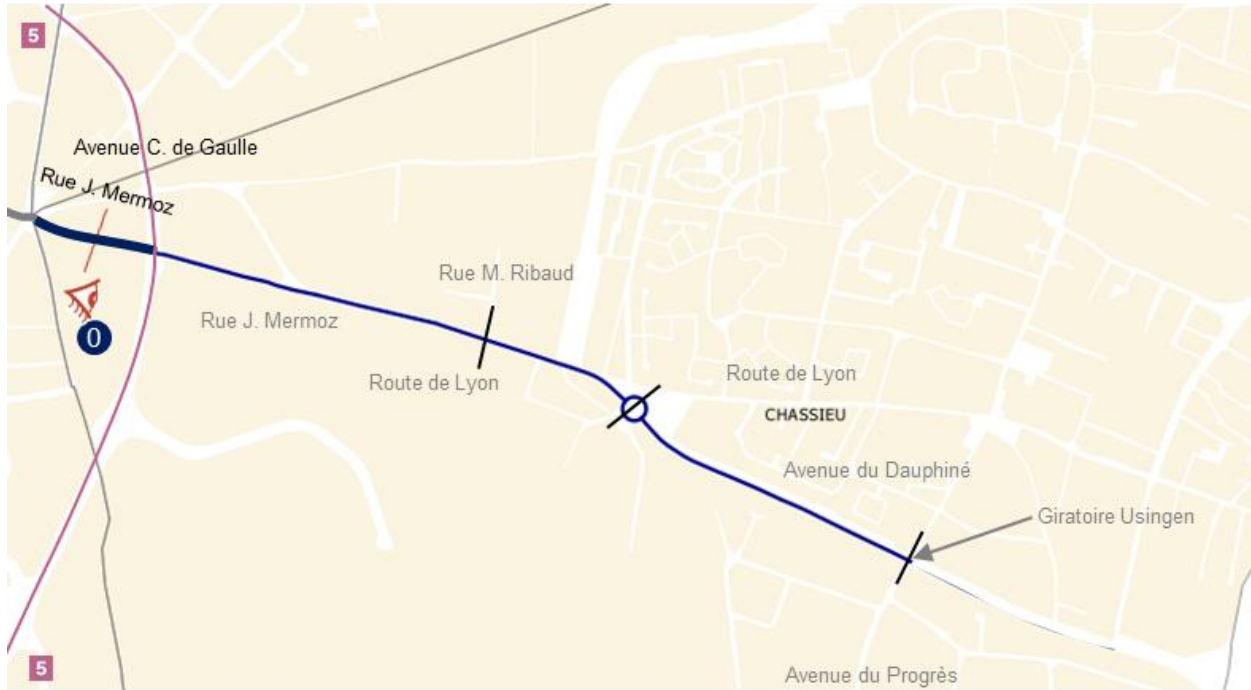 5
Avenue C. de Gaulle
Rue J. Mermoz
Rue M. Ribaud
0
Rue J. Mermoz
Route de Lyon
Route de Lyon
CHASSIEU
Avenue du Dauphiné
Giratoire Usingen
5
Avenue du Progrès